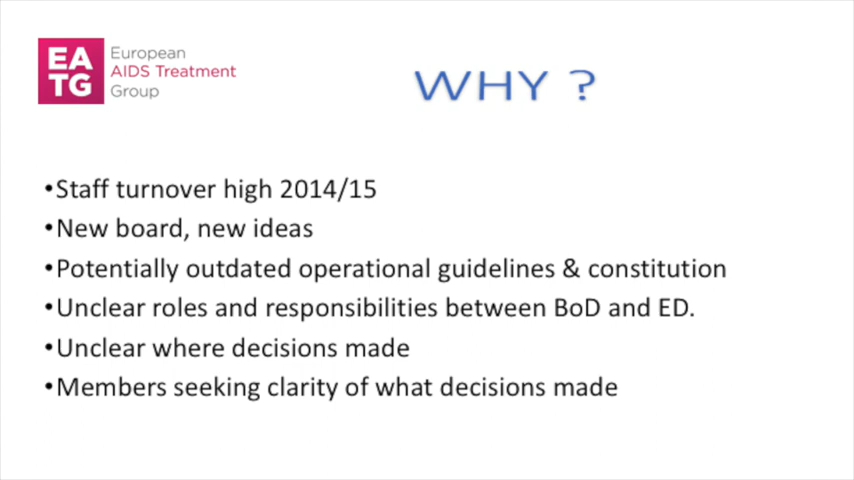 EA
TG
European
AIDS Treatment
Group
WHY ?
•Staff turnover high 2014/15
•New board, new ideas
•Potentially outdated operational guidelines & constitution
•Unclear roles and responsibilities between BoD and ED.
•Unclear where decisions made
•Members seeking clarity of what decisions made